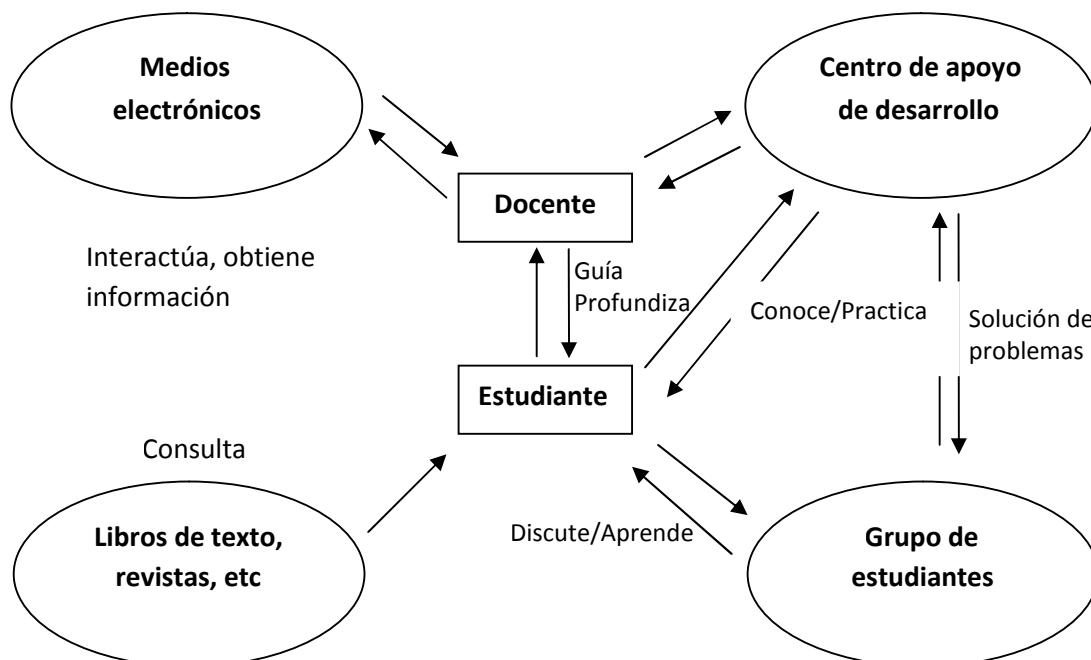 Medios
electrónicos
Centro de apoyo
de desarrollo
Docente
Interactúa, obtiene
información
Guía
Profundiza
Conoce/Practica
Solución de
problemas
Estudiante
Consulta
Libros de texto,
revistas, etc
Discute/Aprende
Grupo de
estudiantes